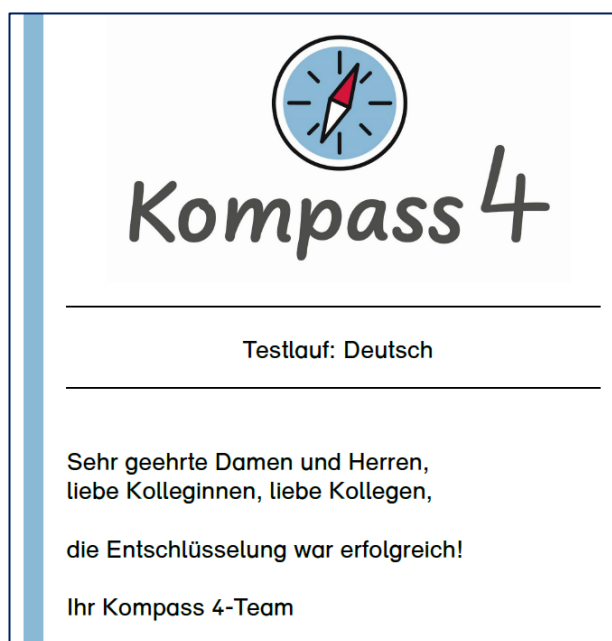 Kompass 4
Testlauf: Deutsch
Sehr geehrte Damen und Herren,
liebe Kolleginnen, liebe Kollegen,
die Entschlüsselung war erfolgreich!
Ihr Kompass 4-Team